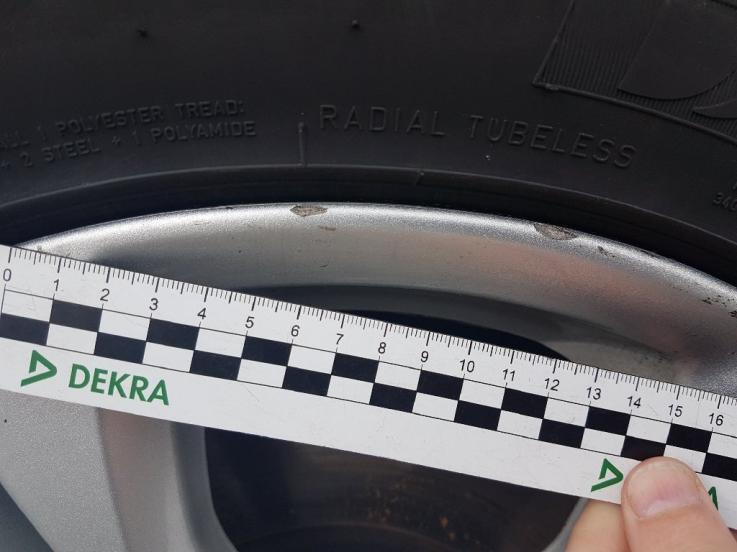 1 POLYESTER TREAD:
+ 2 STEEL + 1 POLYAMIDE
RADIAL TUBELESS
0 1 2 3 4 5 6 7 8 9 10 11 12 13 14 15 16
DEKRA